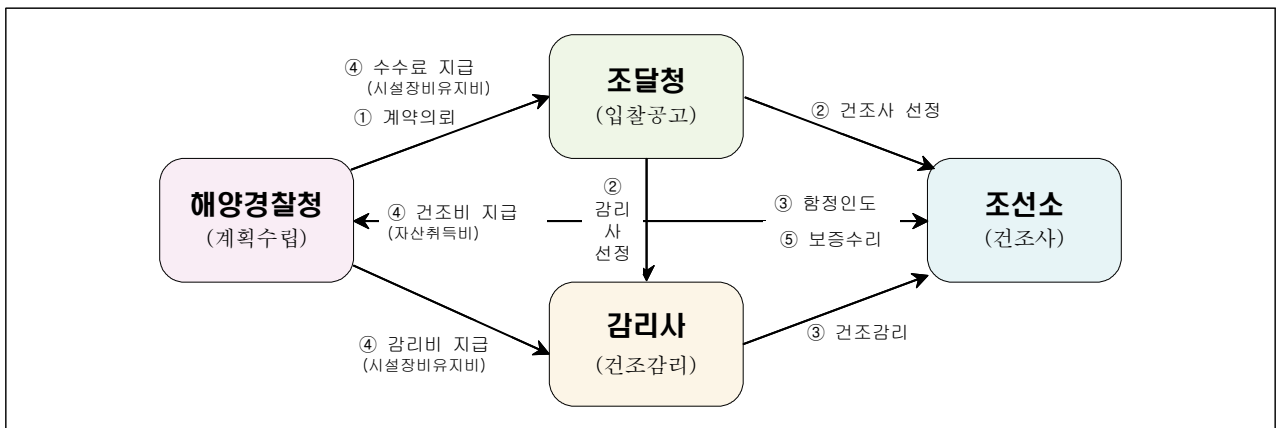 ④ 수수료 지급
(시설장비유지비)
① 계약의뢰
조달청
(입찰공고)
② 건조사 선정
해양경찰청
(계획수립)
④ 건조비 지급
(자산취득비)
②
감리
사
선정
③ 함정인도
⑤ 보증수리
조선소
(건조사)
④ 감리비 지급
(시설장비유지비)
감리사
(건조감리)
③ 건조감리